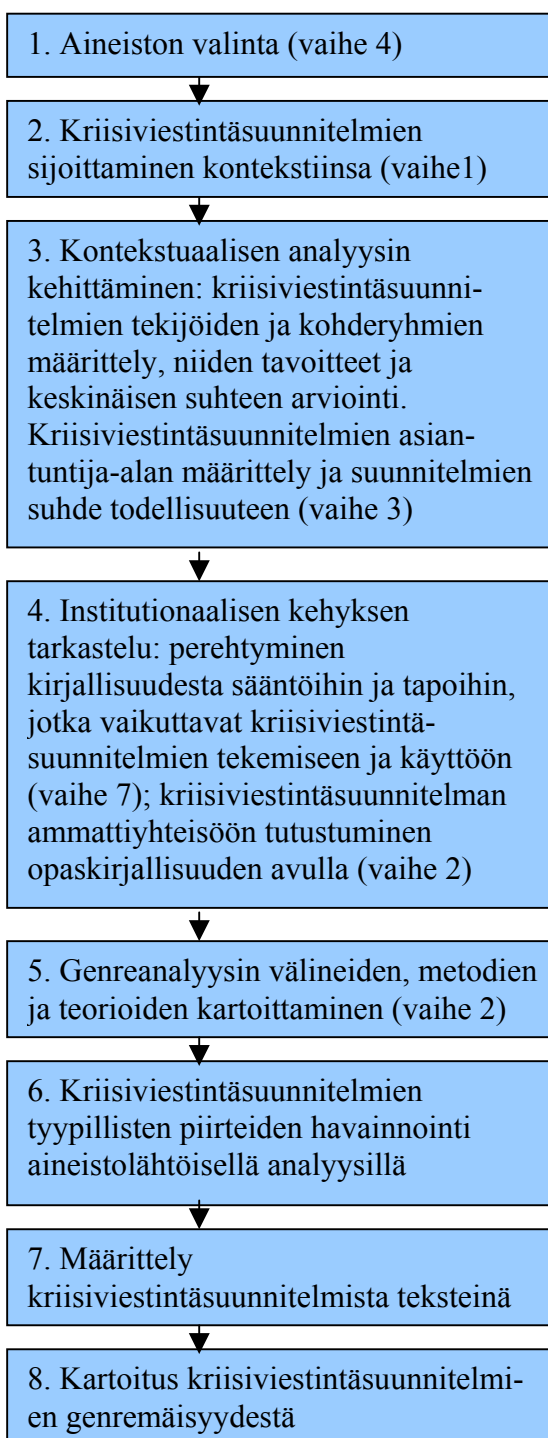 1. Aineiston valinta (vaihe 4)
2. Kriisiviestintäsuunnitelmien
sijoittaminen kontekstiinsa (vaihe1)
3. Kontekstuaalisen analyysin
kehittäminen: kriisiviestintäsuunni-
telmien tekijöiden ja kohderyhmien
määrittely, niiden tavoitteet ja
keskinäisen suhteen arviointi.
Kriisiviestintäsuunnitelmien asian-
tuntija-alan määrittely ja suunnitelmien
suhde todellisuuteen (vaihe 3)
4. Institutionaalisen kehyksen
tarkastelu: perehtyminen
kirjallisuudesta sääntöihin ja tapoihin,
jotka vaikuttavat kriisiviestintä-
suunnitelmien tekemiseen ja käyttöön
(vaihe 7); kriisiviestintäsuunnitelman
ammattiyhteisöön tutustuminen
opaskirjallisuuden avulla (vaihe 2)
5. Genreanalyysin välineiden, metodien
ja teorioiden kartoittaminen (vaihe 2)
6. Kriisiviestintäsuunnitelmien
tyypillisten piirteiden havainnointi
aineistolähtöisellä analyysillä
7. Määrittely
kriisiviestintäsuunnitelmista teksteinä
8. Kartoitus kriisiviestintäsuunnitelmi-
en genremäisyydestä